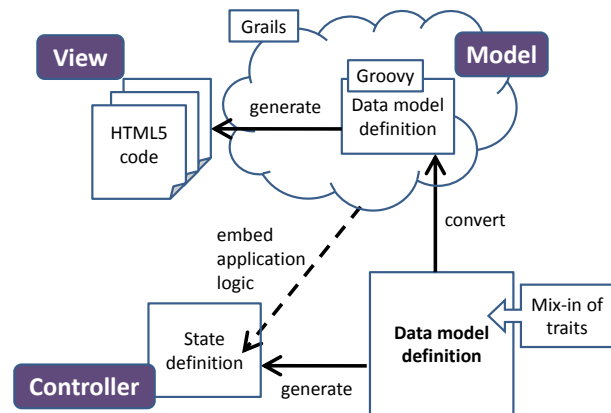 Grails
View
Model
Groovy
generate
Data model
definition
HTML5
code
convert
embed
application
logic
State
definition
Data model
definition
Mix-in of
traits
Controller
generate